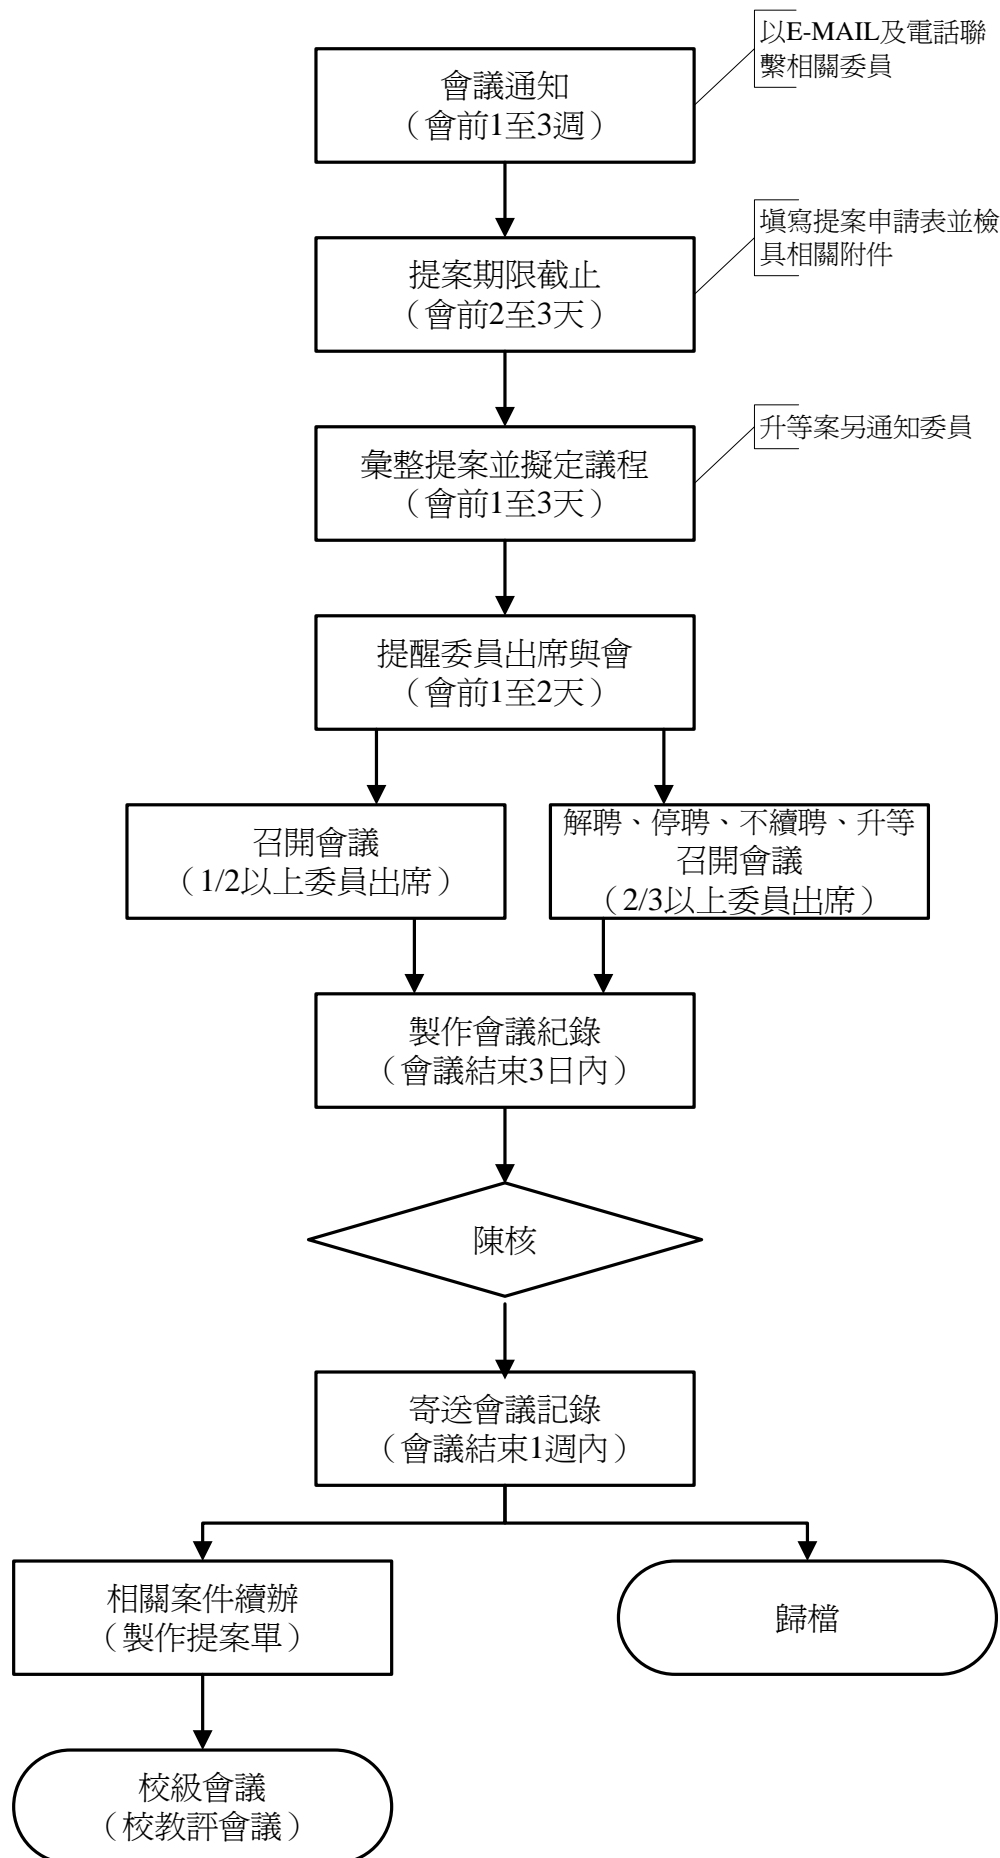 以E-MAIL及電話聯
繫相關委員
會議通知
（會前1至3週）
填寫提案申請表並檢
具相關附件
提案期限截止
（會前2至3天）
升等案另通知委員
彙整提案並擬定議程
（會前1至3天）
提醒委員出席與會
（會前1至2天）
召開會議
（1/2以上委員出席）
解聘、停聘、不續聘、升等
召開會議
（2/3以上委員出席）
製作會議紀錄
（會議結束3日內）
陳核
寄送會議記錄
（會議結束1週內）
相關案件續辦
（製作提案單）
歸檔
校級會議
（校教評會議）